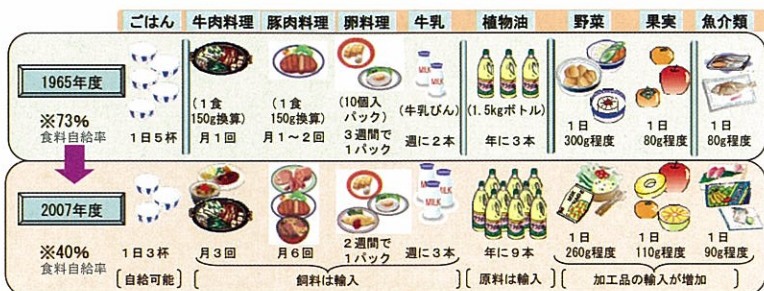 ごはん 牛肉料理 豚肉料理 卵料理 牛乳 植物油 野菜 果実 魚介類
1965年度
※73%
食料自給率
1日5杯
(1食
150g換算)
月1回
(1食
150g換算)
月1~2回
(10個入
パック)
3週間で
1パック
MILK
MILK
(牛乳びん)
週に2本
(1.5kgボトル)
年に3本
1日
300g程度
1日
80g程度
1日
80g程度
2007年度
※40%
食料自給率
1日3杯
月3回
月6回
2週間で
1パック
MILK
MILK
MILK
週に3本
年に9本
1日
260g程度
1日
110g程度
1日
90g程度
自給可能
飼料は輸入
原料は輸入
加工品の輸入が増加